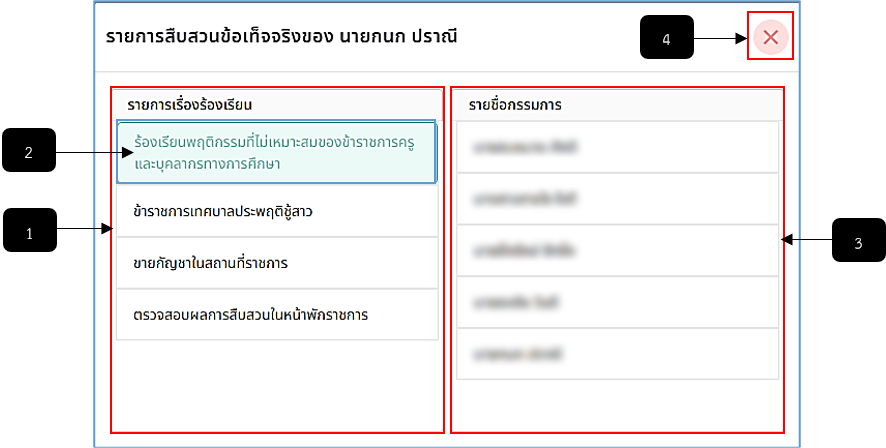 รายการสืบสวนข้อเท็จจริงของ นายกนก ปราณี
4
รายการเรื่องร้องเรียน
รายชื่อกรรมการ
2
ร้องเรียนพฤติกรรมที่ไม่เหมาะสมของข้าราชการครู
และบุคลากรทางการศึกษา
1
ข้าราชการเทศบาลประพฤติชู้สาว
3
ขายกัญชาในสถานที่ราชการ
ตรวจสอบผลการสืบสวนในหน้าพักราชการ